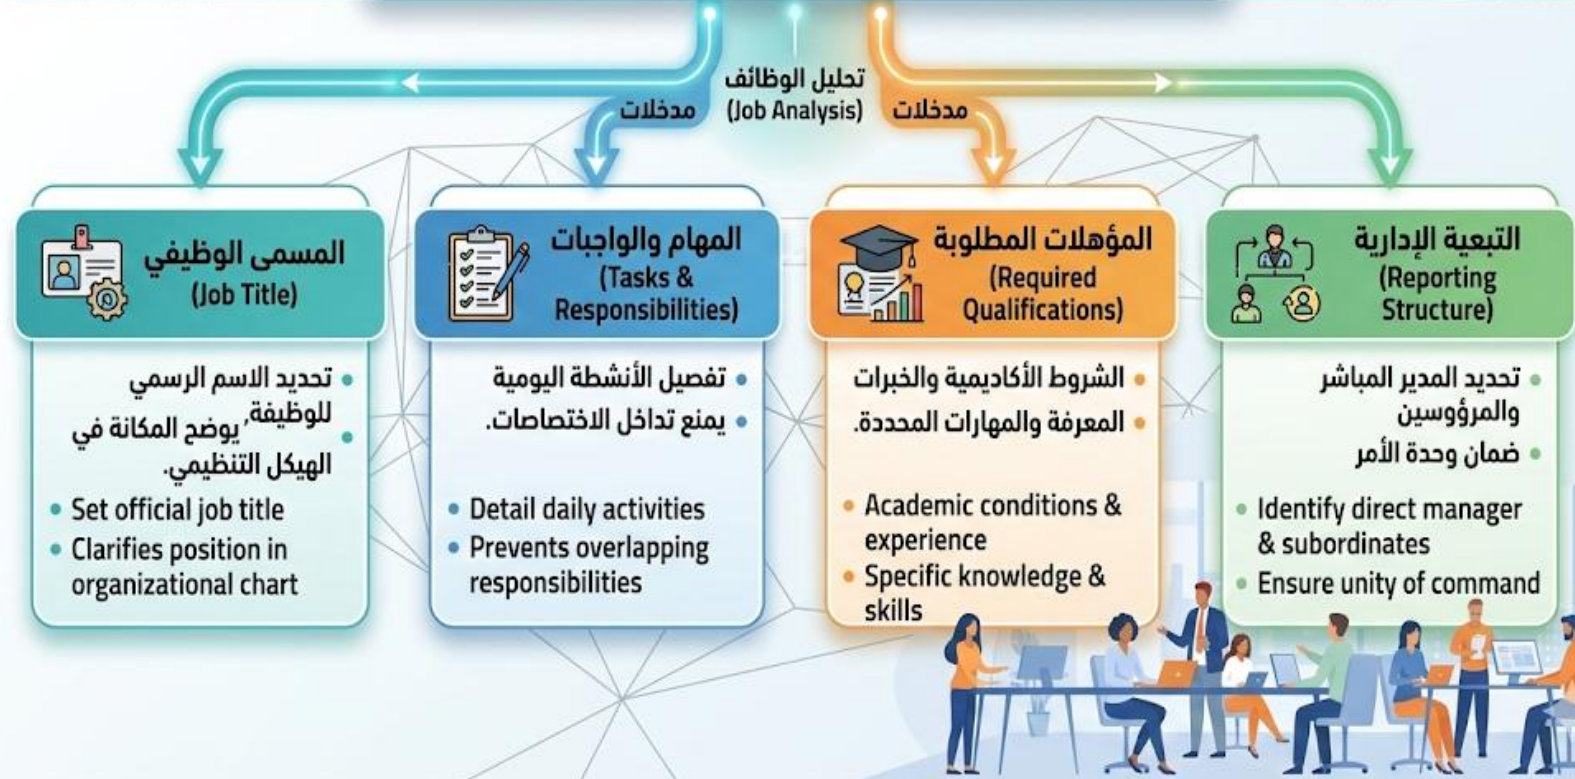 تحليل الوظائف
(Job Analysis)
مدخلات
مدخلات
المسمى الوظيفي
(Job Title)
تحديد الاسم الرسمي
للوظيفة,
يوضح المكانة في
الهيكل التنظيمي.
Set official job title
Clarifies position in
organizational chart
المهام والواجبات
(Tasks &
Responsibilities)
تفصيل الأنشطة اليومية
يمنع تداخل الاختصاصات.
Detail daily activities
Prevents overlapping
responsibilities
المؤهلات المطلوبة
(Required
Qualifications)
الشروط الأكاديمية والخبرات
المعرفة والمهارات المحددة.
Academic conditions &
experience
Specific knowledge &
skills
التبعية الإدارية
(Reporting
Structure)
تحديد المدير المباشر
والمرؤوسين
ضمان وحدة الأمر
Identify direct manager
& subordinates
Ensure unity of command